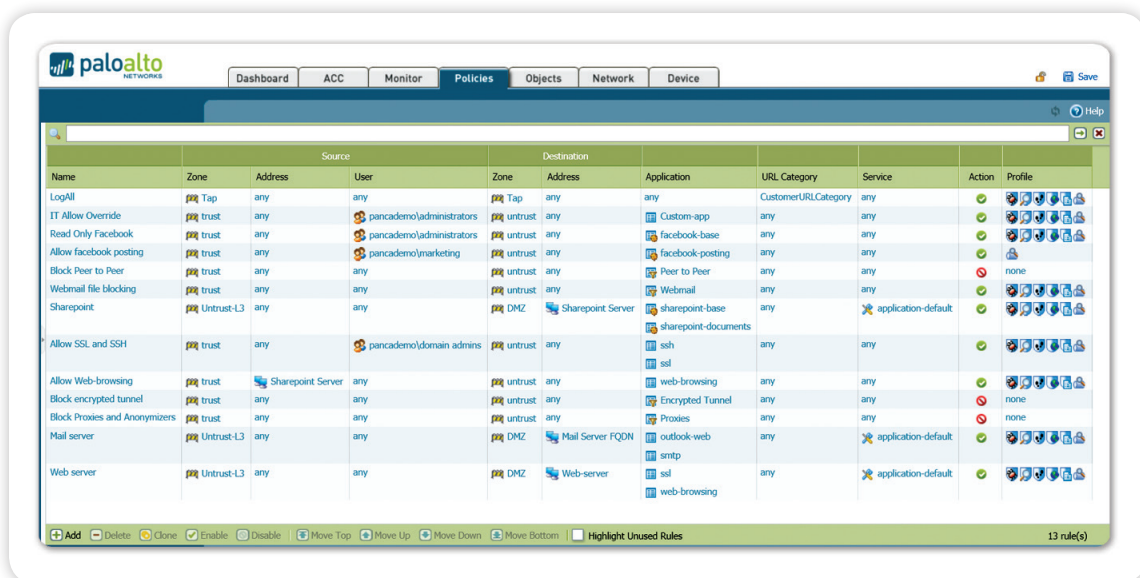 paloalto
NETWORKS
Dashboard ACC Monitor Policies Objects Network Device Save
Help
Source Destination
Name Zone Address User Zone Address Application URL Category Service Action Profile
LogAll Tap any any Tap any any CustomerURLCategory any
IT Allow Override trust any pancademo\administrators untrust any Custom-app any any
Read Only Facebook trust any pancademo\administrators untrust any facebook-base any any
Allow facebook posting trust any pancademo\marketing untrust any facebook-posting any any
Block Peer to Peer trust any any untrust any Peer to Peer any any none
Webmail file blocking trust any any untrust any Webmail any any
Sharepoint Untrust-L3 any any DMZ Sharepoint Server sharepoint-base any application-default
sharepoint-documents
Allow SSL and SSH trust any pancademo\domain admins untrust any ssh any any
ssl
Allow Web-browsing trust Sharepoint Server any untrust any web-browsing any any
Block encrypted tunnel trust any any untrust any Encrypted Tunnel any any none
Block Proxies and Anonymizers trust any any untrust any Proxies any any none
Mail server Untrust-L3 any any DMZ Mail Server FQDN outlook-web any application-default
smtp
Web server Untrust-L3 any any DMZ Web-server ssl any application-default
web-browsing
Add Delete Clone Enable Disable Move Top Move Up Move Down Move Bottom Highlight Unused Rules 13 rule(s)